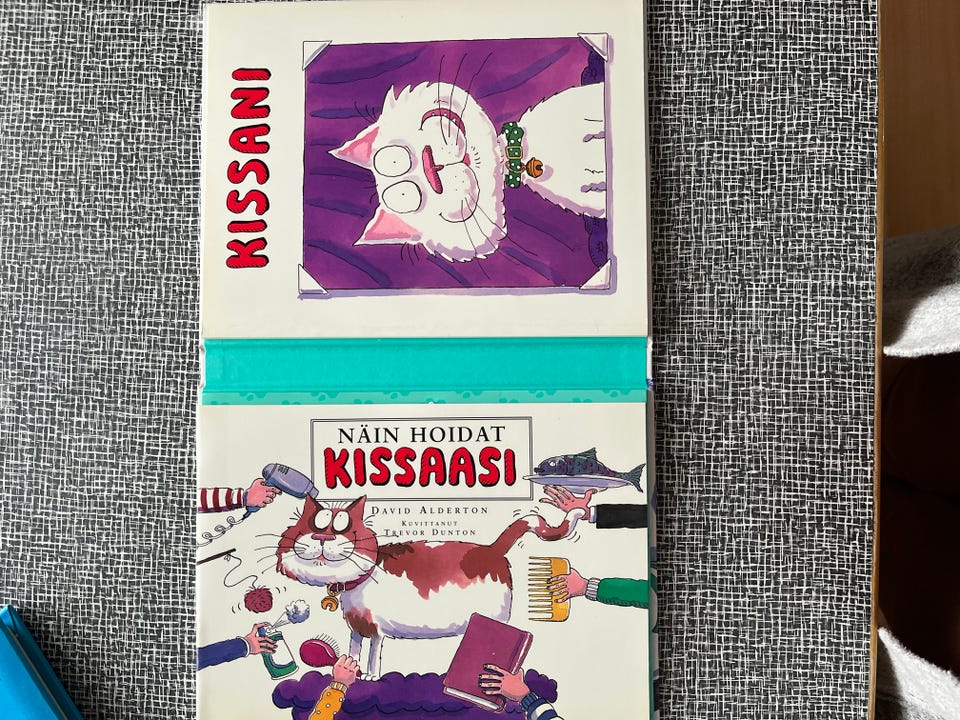 KISSANI
NÄIN HOIDAT
KISSAASI
DAVID ALDERTON
KUVITTANUT
TREVOR DUNTON